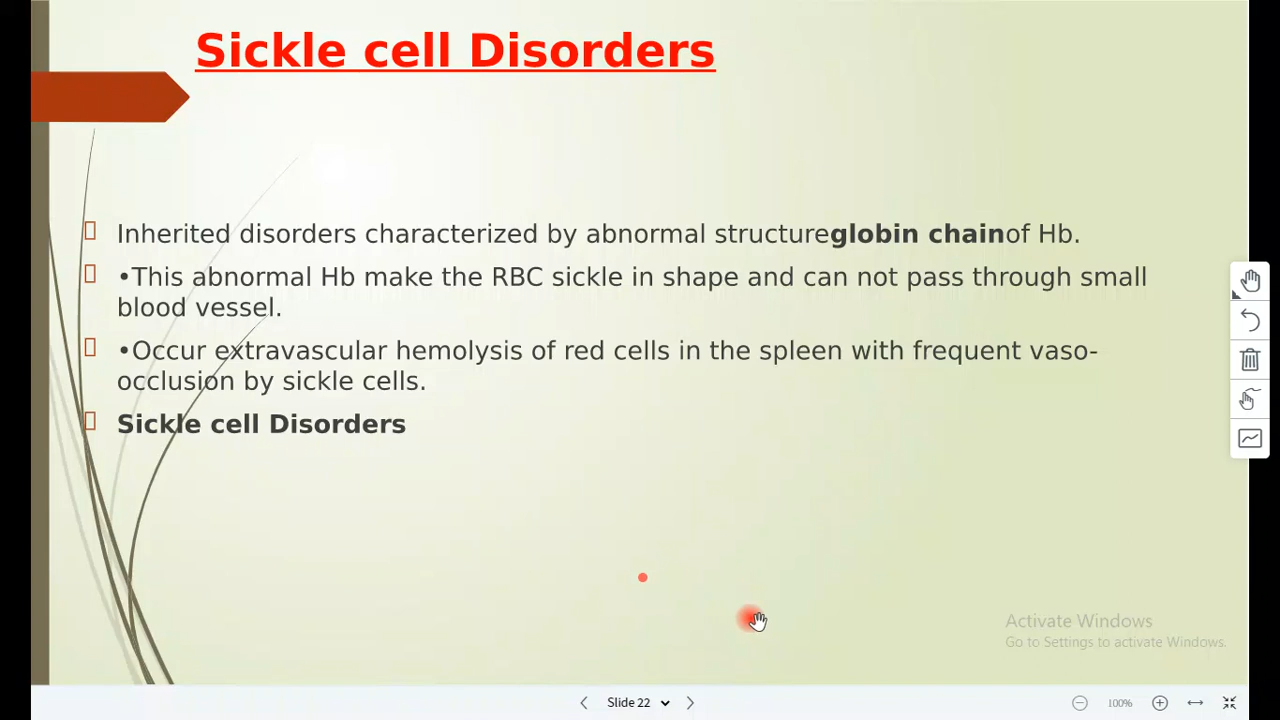 Sickle cell Disorders
Inherited disorders characterized by abnormal structureglobin chainof Hb.
•This abnormal Hb make the RBC sickle in shape and can not pass through small
blood vessel.
•Occur extravascular hemolysis of red cells in the spleen with frequent vaso-
occlusion by sickle cells.
Sickle cell Disorders
Activate Windows
Go to Settings to activate Windows.
Slide 22
100%